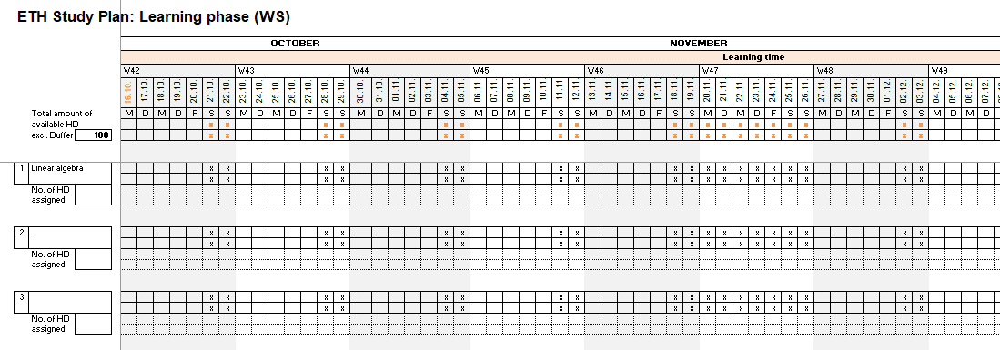 ETH Study Plan: Learning phase (WS)
OCTOBER NOVEMBER
Learning time
W42 W43 W44 W45 W46 W47 W48 W49
16.10. 17.10. 18.10. 19.10. 20.10. 21.10. 22.10. 23.10. 24.10. 25.10. 26.10. 27.10. 28.10. 29.10. 30.10. 31.10. 01.11. 02.11. 03.11. 04.11. 05.11. 06.11. 07.11. 08.11. 09.11. 10.11. 11.11. 12.11. 13.11. 14.11. 15.11. 16.11. 17.11. 18.11. 19.11. 20.11. 21.11. 22.11. 23.11. 24.11. 25.11. 26.11. 27.11. 28.11. 29.11. 30.11. 01.12. 02.12. 03.12. 04.12. 05.12. 06.12. 07.12.
Total amount of M D M D F S S M D M D F S S M D M D F S S M D M D F S S M D M D F S S M D M D F S S M D M D F S S M D M D
available HD x x x x x x x x x x x x x x x x x x x
excl. Buffer 100 x x x x x x x x x x x x x x x x x x x
1 Linear algebra x x x x x x x x x x x x x x x x x x x
x x x x x x x x x x x x x x x x x x x
No. of HD
assigned
2 ... x x x x x x x x x x x x x x x x x x x
x x x x x x x x x x x x x x x x x x x
No. of HD
assigned
3 x x x x x x x x x x x x x x x x x x x
x x x x x x x x x x x x x x x x x x x
No. of HD
assigned